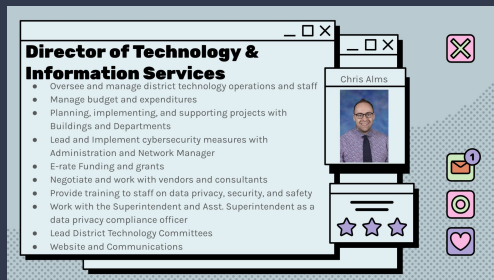 Director of Technology &
Information Services
● Oversee and manage district technology operations and staff
● Manage budget and expenditures
● Planning, implementing, and supporting projects with
Buildings and Departments
● Lead and Implement cybersecurity measures with
Administration and Network Manager
● E-rate Funding and grants
● Negotiate and work with vendors and consultants
● Provide training to staff on data privacy, security, and safety
● Work with the Superintendent and Asst. Superintendent as a
data privacy compliance officer
● Lead District Technology Committees
● Website and Communications
Chris Alms
1